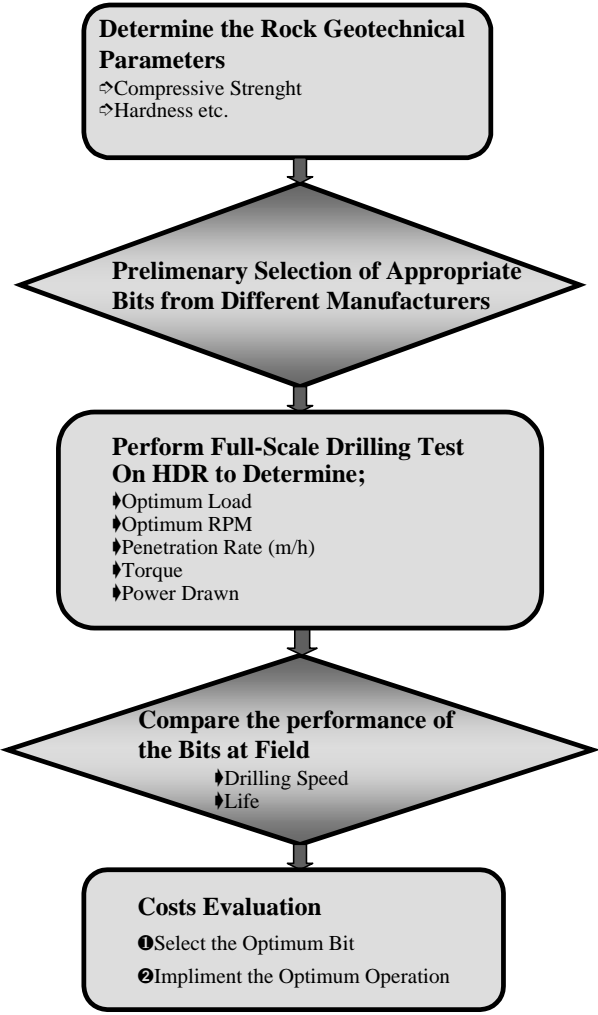 Determine the Rock Geotechnical
Parameters
➩Compressive Strenght
➩Hardness etc.
Prelimenary Selection of Appropriate
Bits from Different Manufacturers
Perform Full-Scale Drilling Test
On HDR to Determine;
➧Optimum Load
➧Optimum RPM
➧Penetration Rate (m/h)
➧Torque
➧Power Drawn
Compare the performance of
the Bits at Field
➧Drilling Speed
➧Life
Costs Evaluation
❶Select the Optimum Bit
❷Impliment the Optimum Operation